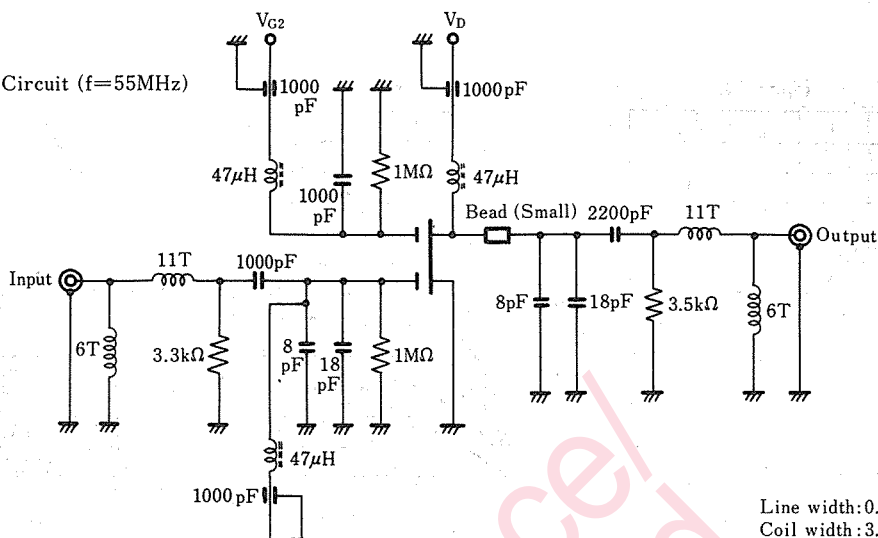 V_G2
V_D
Circuit (f=55MHz)
1000
pF
1000pF
47μH
1000
pF
1MΩ
47μH
Bead (Small)
2200pF
11T
Output
Input
11T
1000pF
6T
3.3kΩ
8
pF
18
pF
1MΩ
8pF
18pF
3.5kΩ
6T
47μH
1000pF
Line width:0.
Coil width:3.